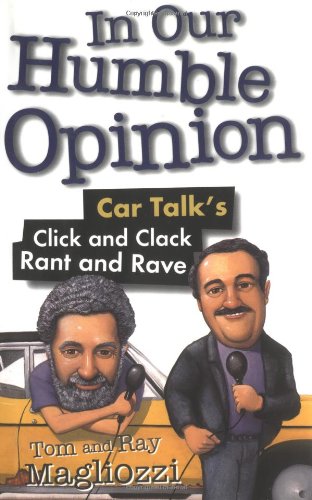 In Our
Humble
Opinion
Car Talk's
Click and Clack
Rant and Rave
Tom and Ray
Magliozzi